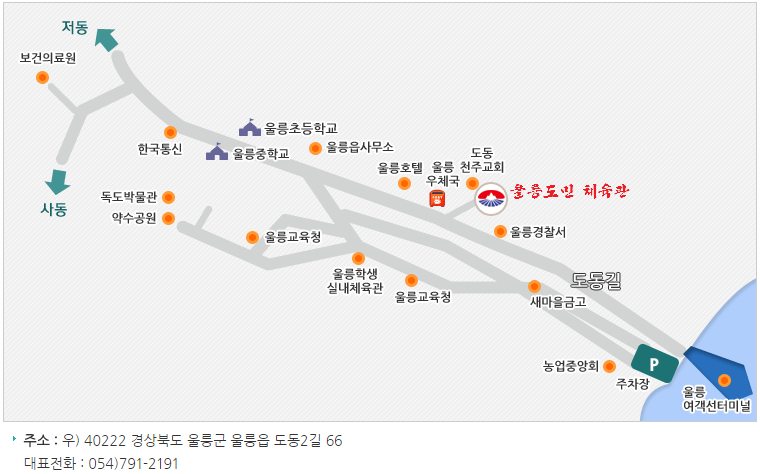 저동
보건의료원
사동
한국통신
울릉초등학교
울릉중학교
울릉읍사무소
독도박물관
약수공원
울릉호텔
울릉
우체국
도동
천주교회
울릉도민 체육관
울릉교육청
울릉경찰서
울릉학생
실내체육관
울릉교육청
도동길
새마을금고
농업중앙회
P
주차장
울릉
여객선터미널
주소 : 우) 40222 경상북도 울릉군 울릉읍 도동2길 66
대표전화 : 054)791-2191